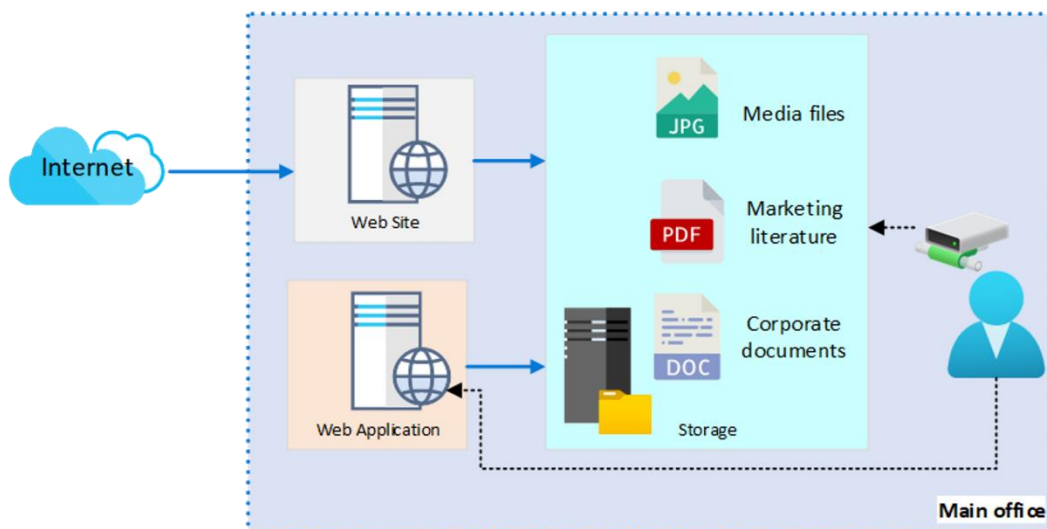 Internet
Web Site
Web Application
JPG
Media files
PDF
Marketing
literature
DOC
Corporate
documents
Storage
Main office